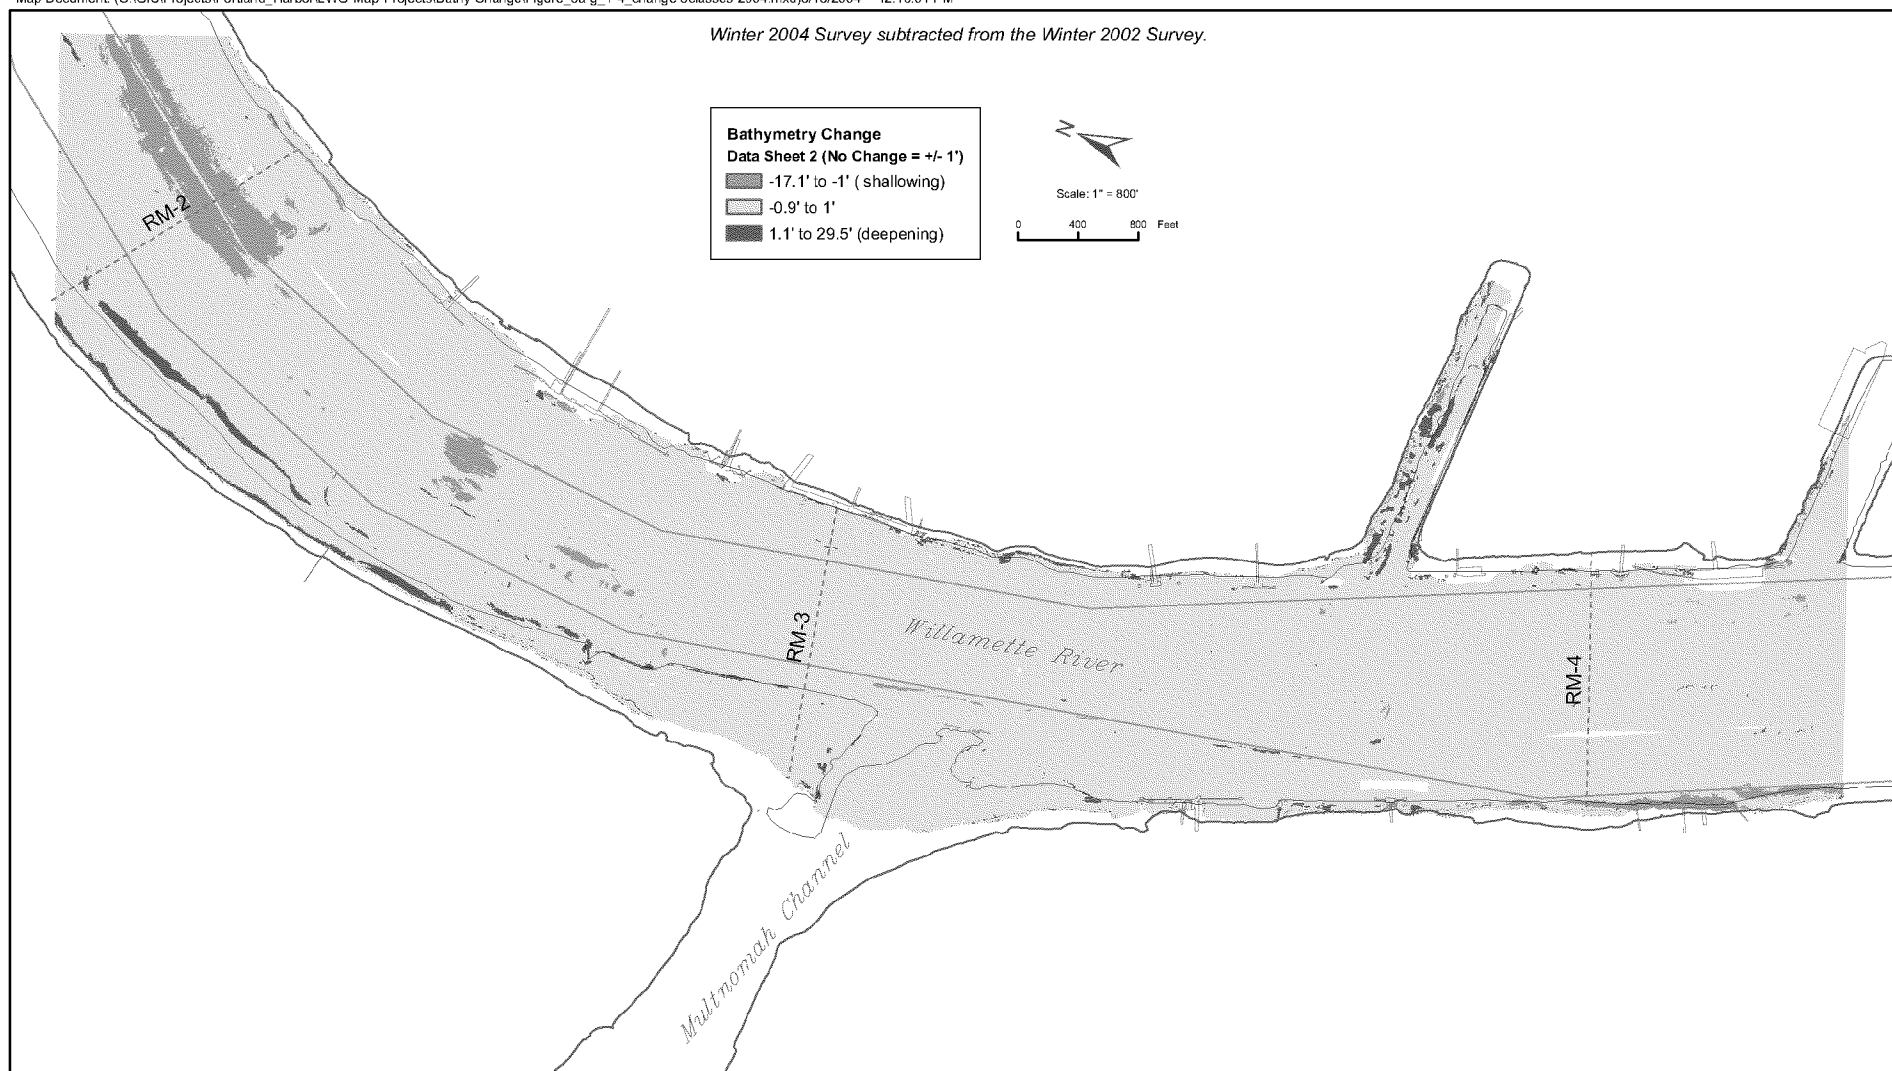 Winter 2004 Survey subtracted from the Winter 2002 Survey.
Bathymetry Change
Data Sheet 2 (No Change = +/- 1')
-17.1' to -1' ( shallowing)
-0.9' to 1'
1.1' to 29.5' (deepening)
N
Scale: 1" = 800'
0 400 800 Feet
RM-2
RM-3
Willamette River
RM-4
Multnomah Channel